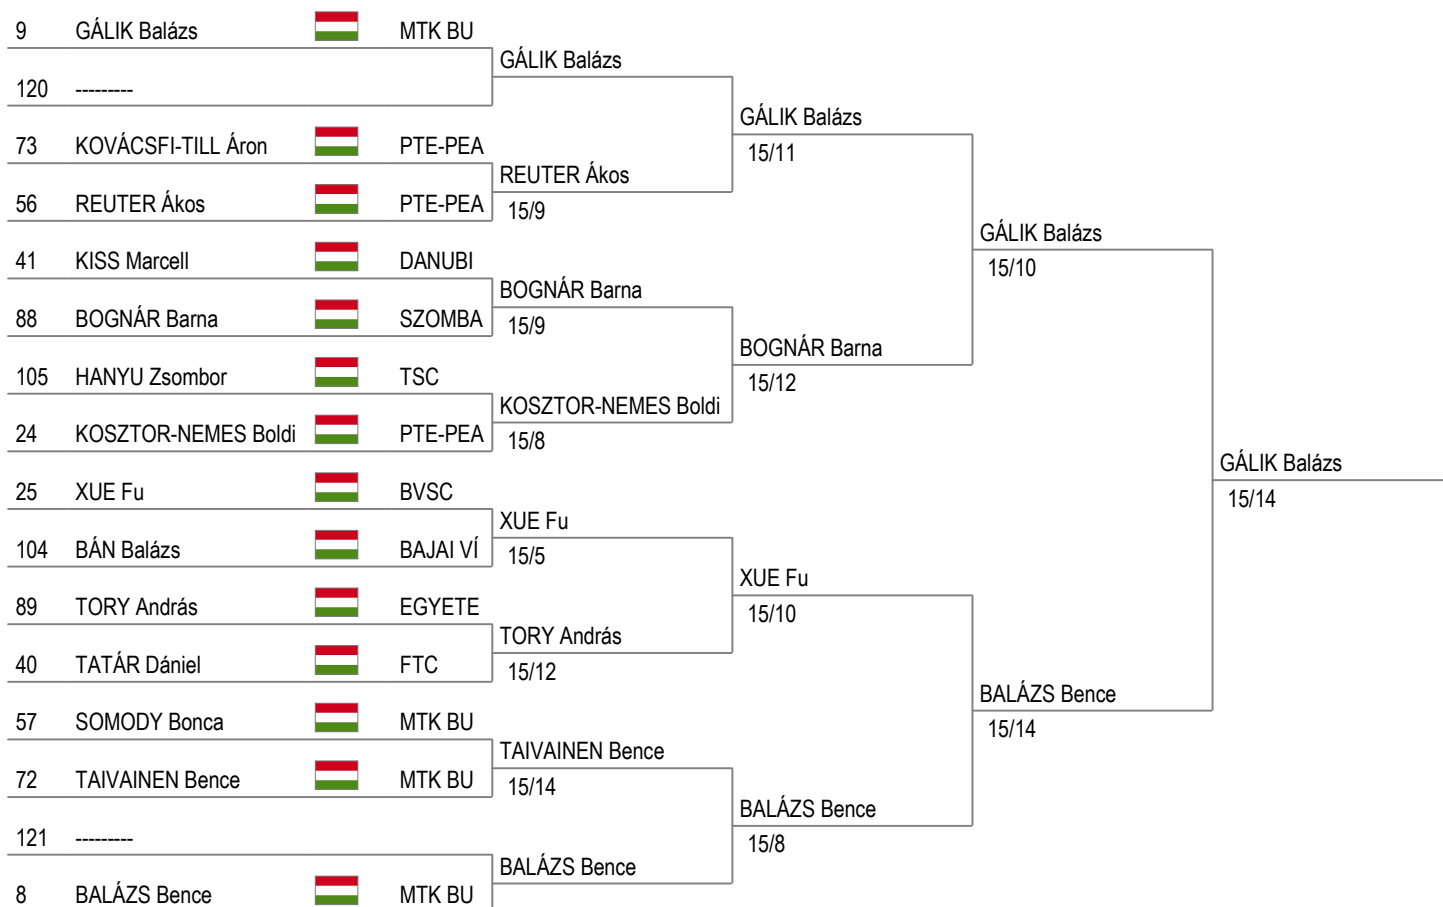 9 GÁLIK Balázs MTK BU
GÁLIK Balázs
120 ---------
GÁLIK Balázs
15/11
73 KOVÁCSFI-TILL Áron PTE-PEA
REUTER Ákos
15/9
56 REUTER Ákos PTE-PEA
GÁLIK Balázs
15/10
41 KISS Marcell DANUBI
BOGNÁR Barna
15/9
88 BOGNÁR Barna SZOMBA
BOGNÁR Barna
15/12
105 HANYU Zsombor TSC
KOSZTOR-NEMES Boldi
15/8
24 KOSZTOR-NEMES Boldi PTE-PEA
GÁLIK Balázs
15/14
25 XUE Fu BVSC
XUE Fu
15/5
104 BÁN Balázs BAJAI VÍ
XUE Fu
15/10
89 TORY András EGYETE
TORY András
15/12
40 TATÁR Dániel FTC
BALÁZS Bence
15/14
57 SOMODY Bonca MTK BU
TAIVAINEN Bence
15/14
72 TAIVAINEN Bence MTK BU
BALÁZS Bence
15/8
121 ---------
BALÁZS Bence
8 BALÁZS Bence MTK BU